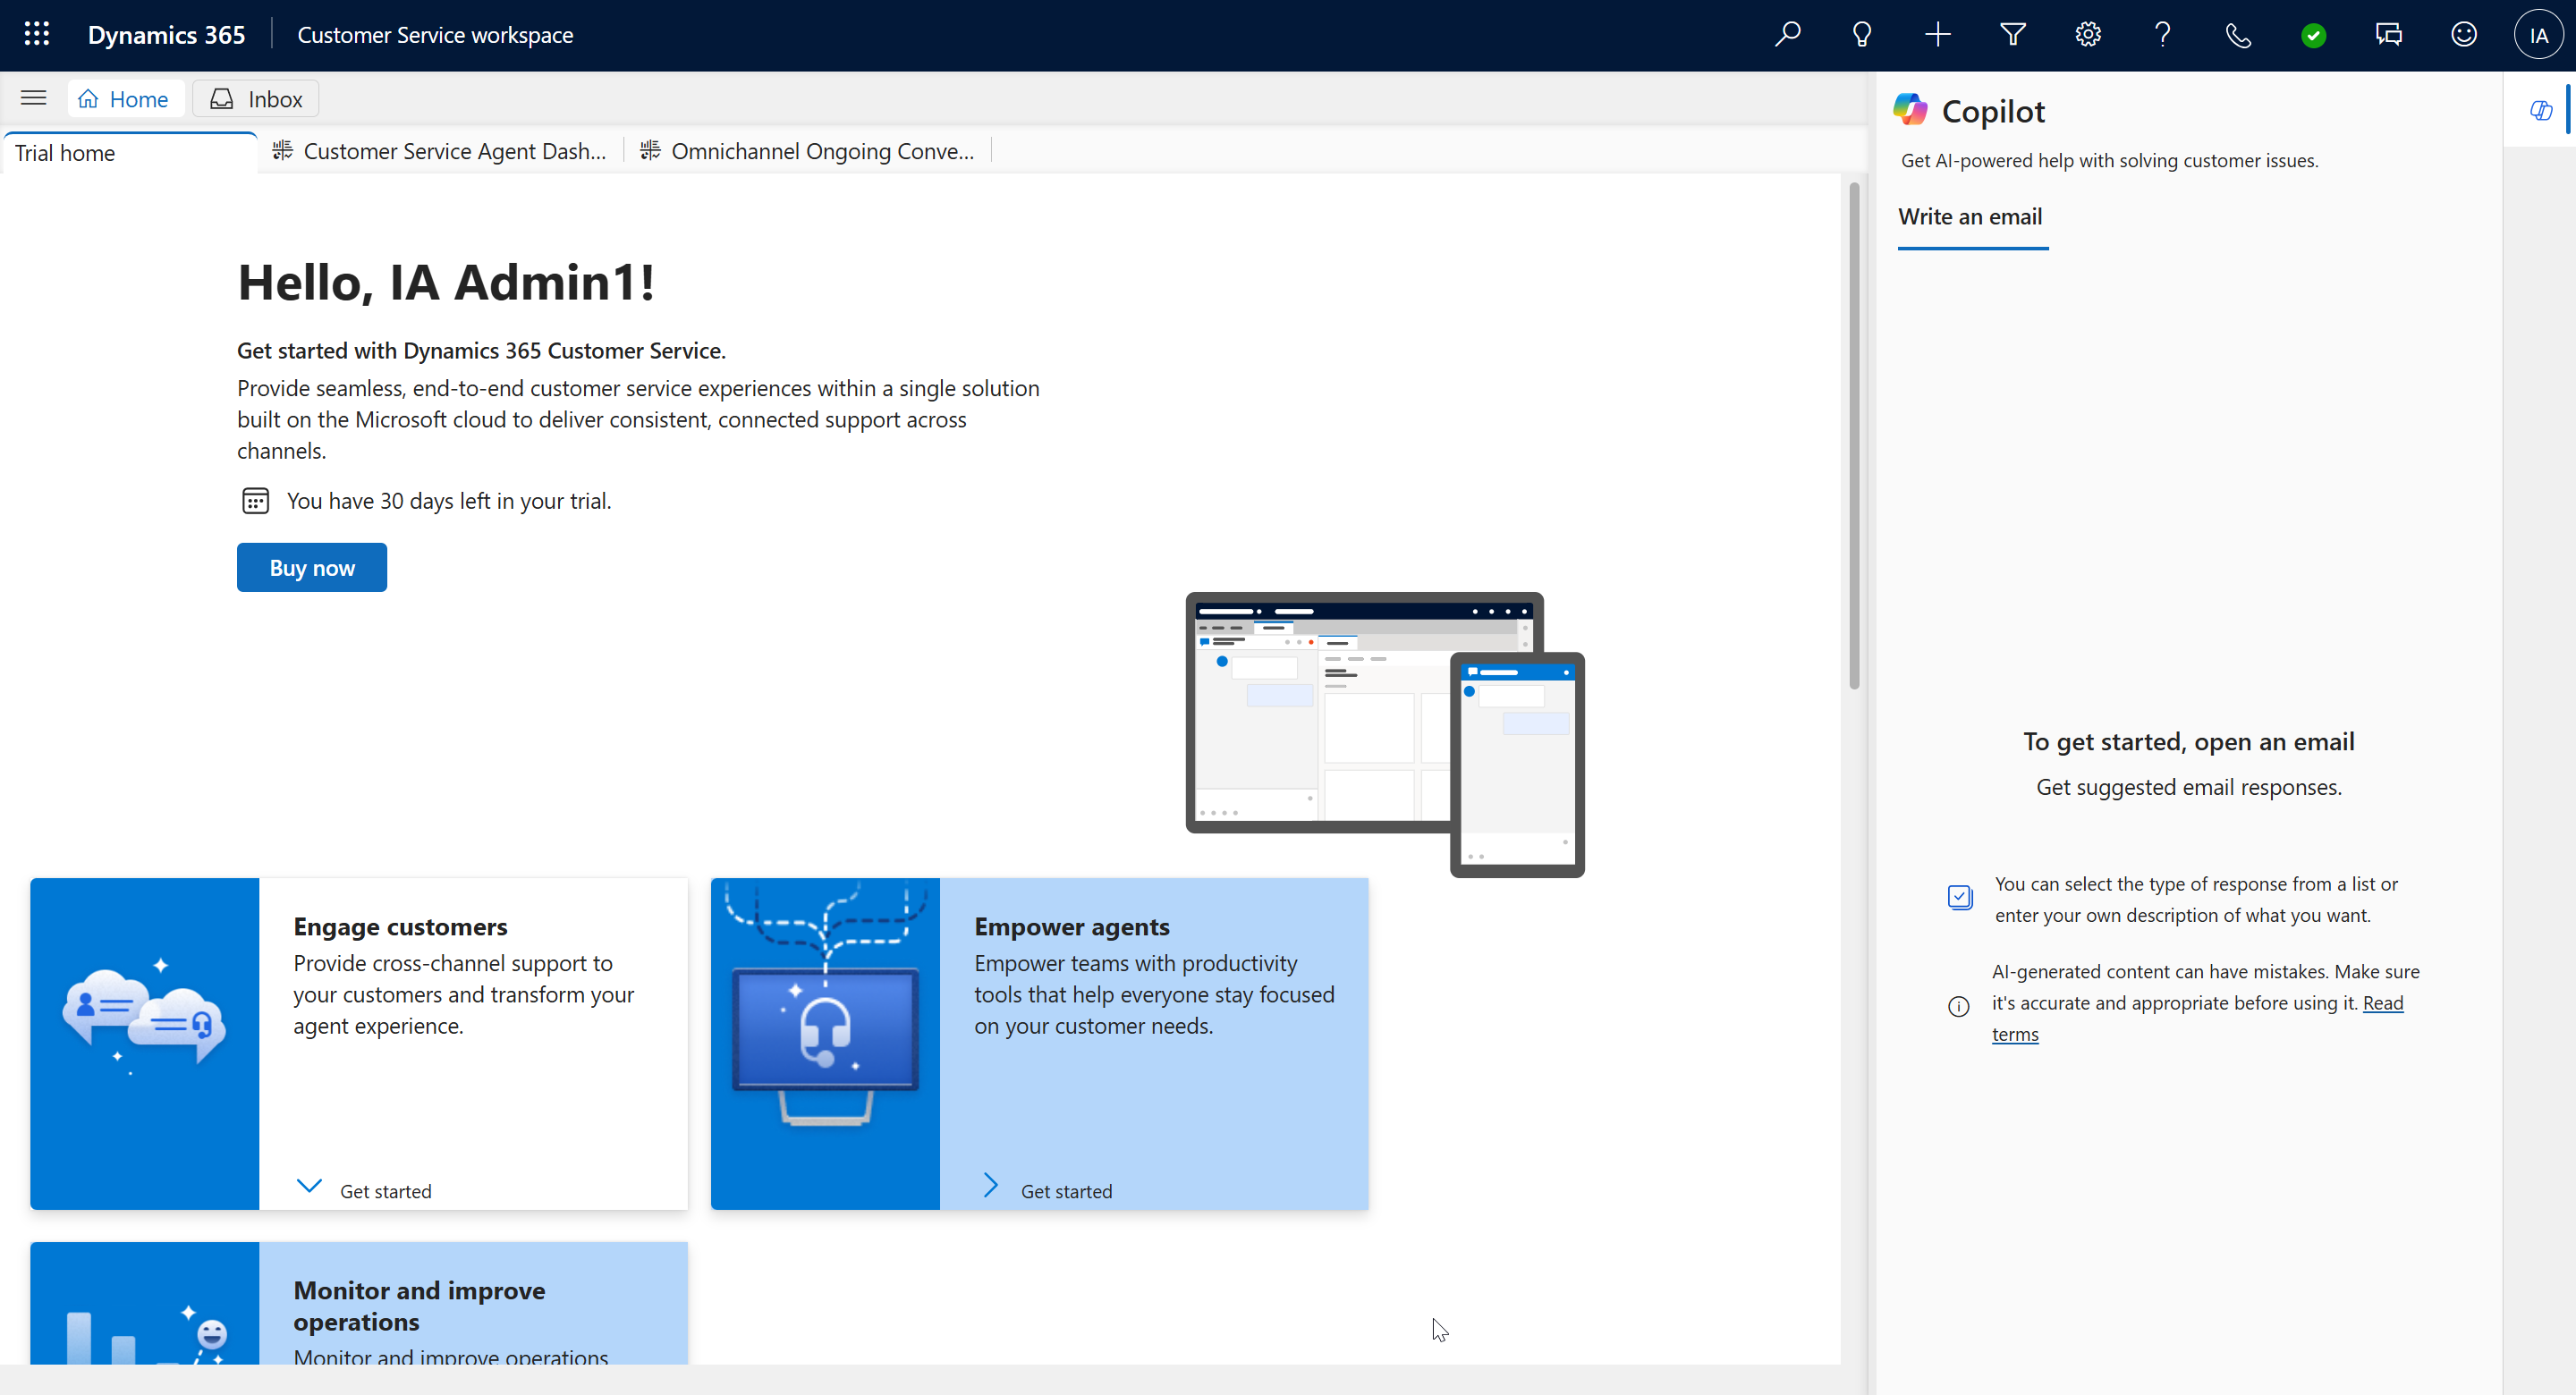 Dynamics 365
Customer Service workspace
IA
Home
Inbox
Trial home
Customer Service Agent Dash...
Omnichannel Ongoing Conve...
Hello, IA Admin1!
Get started with Dynamics 365 Customer Service.
Provide seamless, end-to-end customer service experiences within a single solution
built on the Microsoft cloud to deliver consistent, connected support across
channels.
You have 30 days left in your trial.
Buy now
Engage customers
Provide cross-channel support to
your customers and transform your
agent experience.
Get started
Empower agents
Empower teams with productivity
tools that help everyone stay focused
on your customer needs.
Get started
Monitor and improve
operations
Monitor and improve operations
Copilot
Get AI-powered help with solving customer issues.
Write an email
To get started, open an email
Get suggested email responses.
You can select the type of response from a list or
enter your own description of what you want.
AI-generated content can have mistakes. Make sure
it's accurate and appropriate before using it. Read
terms